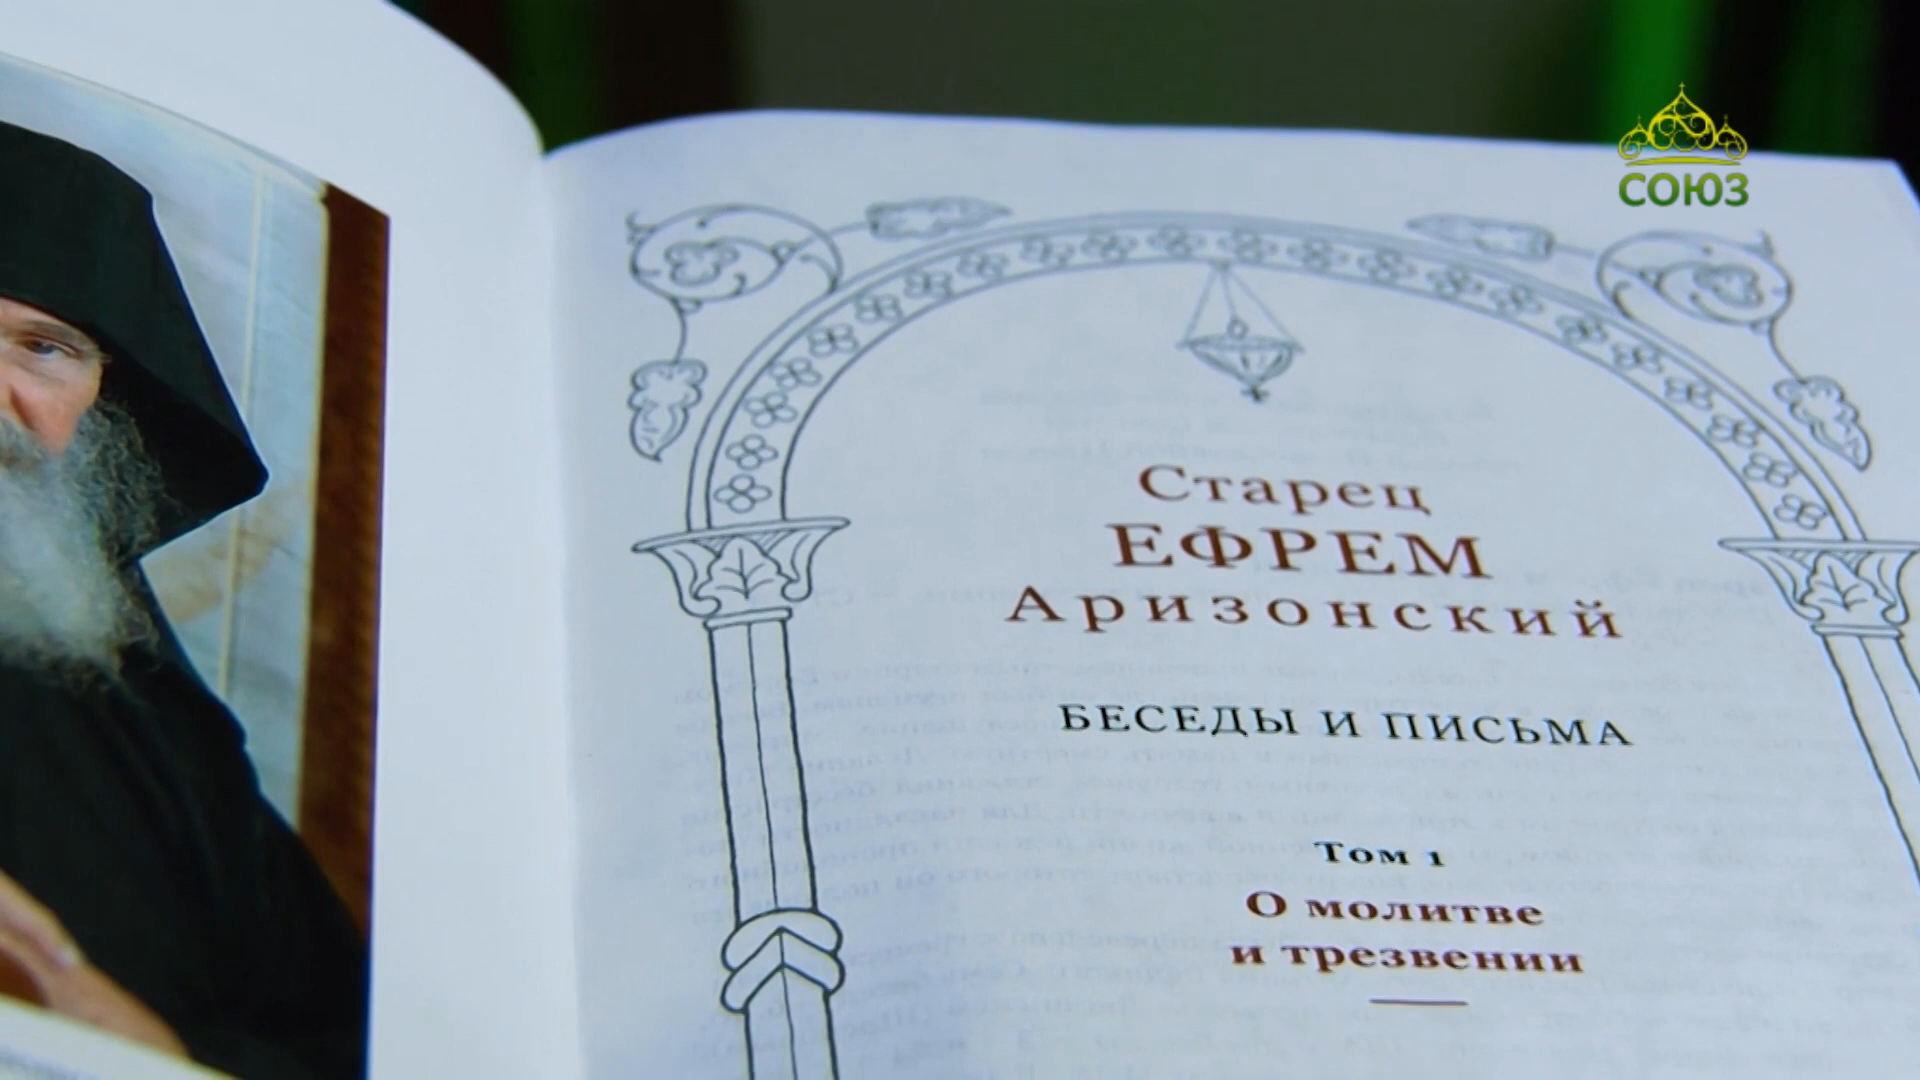 СОЮЗ
Старец
ЕФРЕМ
Аризонский
БЕСЕДЫ И ПИСЬМА
Том 1
О молитве
и трезвении